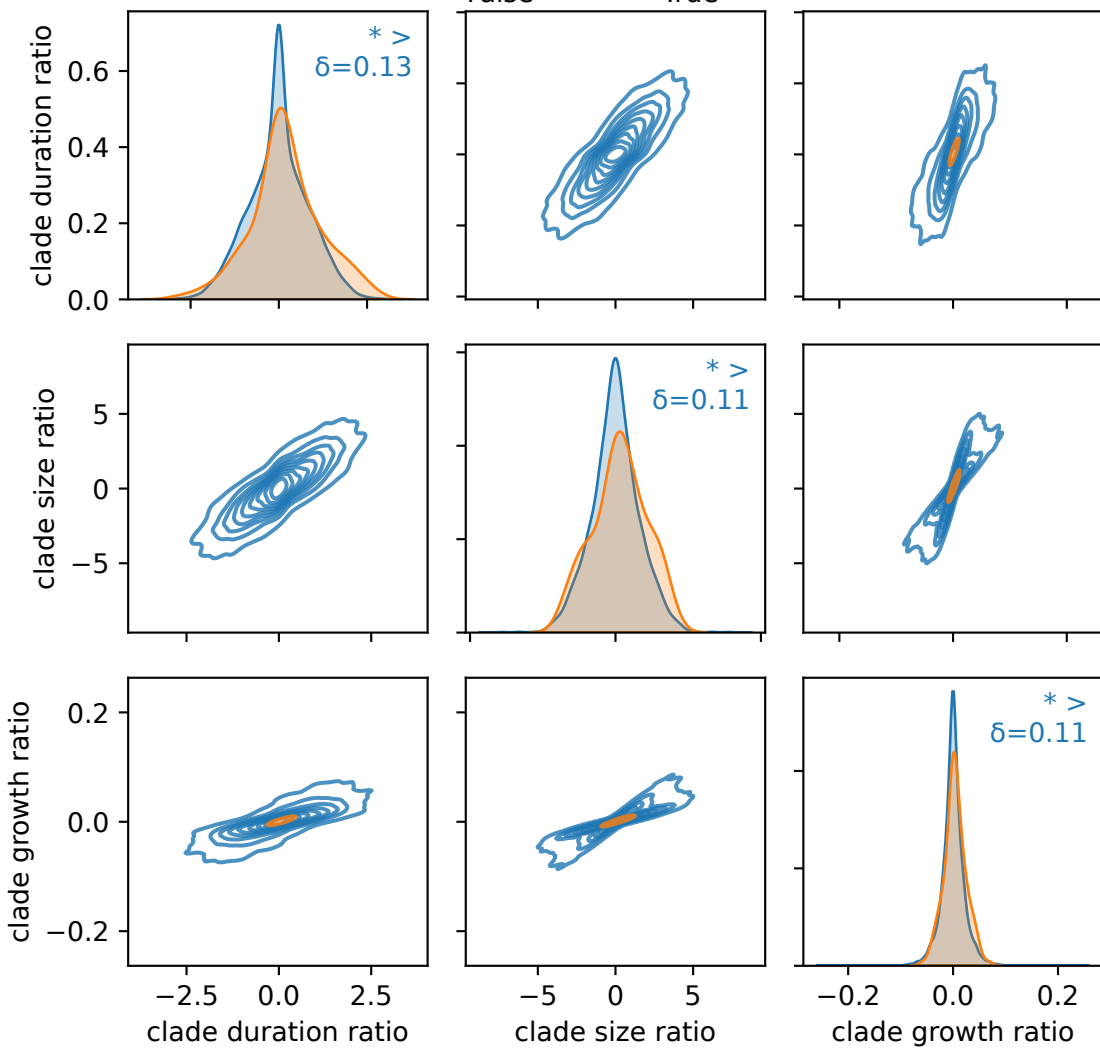 False True
* >
δ=0.13
clade duration ratio
0.6
0.4
0.2
0.0
* >
δ=0.11
clade size ratio
5
0
−5
* >
δ=0.11
clade growth ratio
0.2
0.0
−0.2
−2.5 0.0 2.5 −5 0 5 −0.2 0.0 0.2
clade duration ratio clade size ratio clade growth ratio